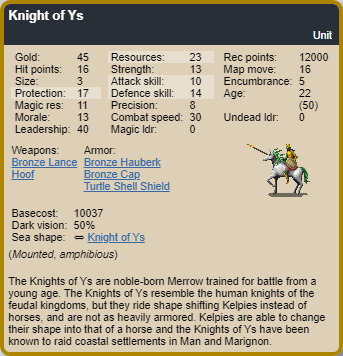 Knight of Ys
Unit
Gold: 45 Resources: 23 Rec points: 12000
Hit points: 16 Strength: 13 Map move: 16
Size: 3 Attack skill: 10 Encumbrance: 5
Protection: 17 Defence skill: 14 Age: 22
Magic res: 11 Precision: 8 (50)
Morale: 13 Combat speed: 30 Undead ldr: 0
Leadership: 40 Magic ldr: 0
Weapons: Armor:
Bronze Lance Bronze Hauberk
Hoof Bronze Cap
Turtle Shell Shield
Basecost: 10037
Dark vision: 50%
Sea shape: ⇔ Knight of Ys
(Mounted, amphibious)
The Knights of Ys are noble-born Merrow trained for battle from a
young age. The Knights of Ys resemble the human knights of the
feudal kingdoms, but they ride shape shifting Kelpies instead of
horses, and are not as heavily armored. Kelpies are able to change
their shape into that of a horse and the Knights of Ys have been
known to raid coastal settlements in Man and Marignon.